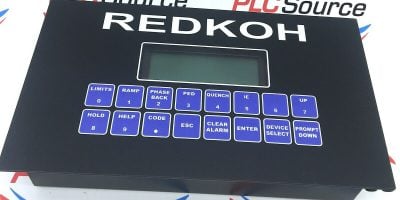 PLCSource
REDKOH
LIMITS 0
RAMP 1
PHASE BACK 2
PED 3
QUENCH 4
5
6
UP 7
HOLD 8
HELP 9
CODE •
ESC
CLEAR ALARM
ENTER
DEVICE SELECT
PROMPT DOWN